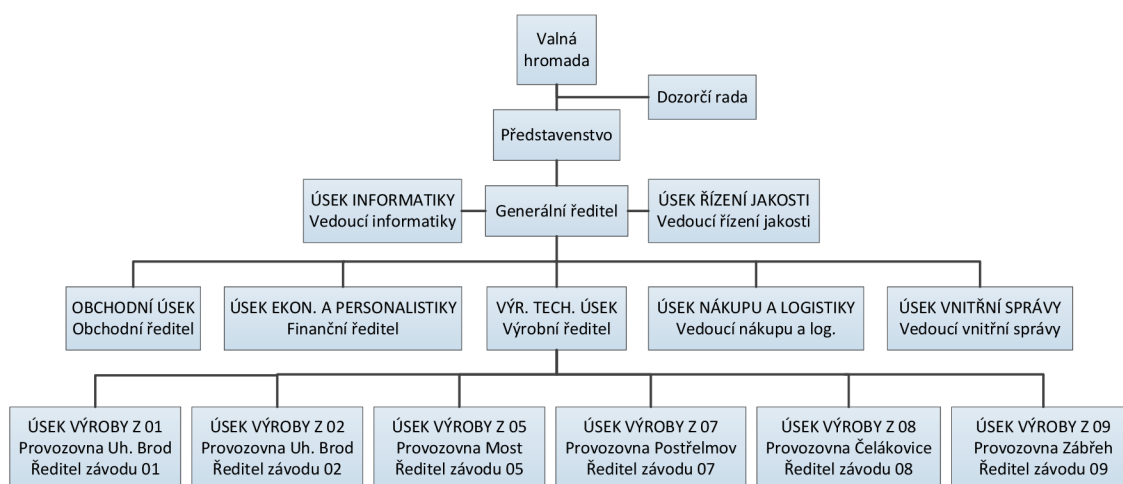 Valná
hromada
Dozorčí rada
Představenstvo
ÚSEK INFORMATIKY
Vedoucí informatiky
Generální ředitel
ÚSEK ŘÍZENÍ JAKOSTI
Vedoucí řízení jakosti
OBCHODNÍ ÚSEK
Obchodní ředitel
ÚSEK EKON. A PERSONALISTIKY
Finanční ředitel
VÝR. TECH. ÚSEK
Výrobní ředitel
ÚSEK NÁKUPU A LOGISTIKY
Vedoucí nákupu a log.
ÚSEK VNITŘNÍ SPRÁVY
Vedoucí vnitřní správy
ÚSEK VÝROBY Z 01
Provozovna Uh. Brod
Ředitel závodu 01
ÚSEK VÝROBY Z 02
Provozovna Uh. Brod
Ředitel závodu 02
ÚSEK VÝROBY Z 05
Provozovna Most
Ředitel závodu 05
ÚSEK VÝROBY Z 07
Provozovna Postřelmov
Ředitel závodu 07
ÚSEK VÝROBY Z 08
Provozovna Čelákovice
Ředitel závodu 08
ÚSEK VÝROBY Z 09
Provozovna Zábřeh
Ředitel závodu 09